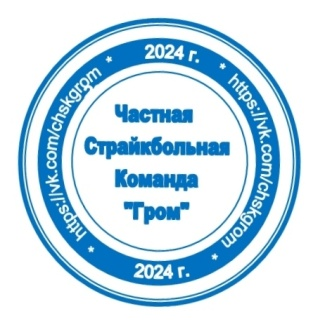 2024 г.
* https://vk.com/chskgrom *
* https://vk.com/chskgrom *
Частная
Страйкбольная
Команда
"Гром"
2024 г.